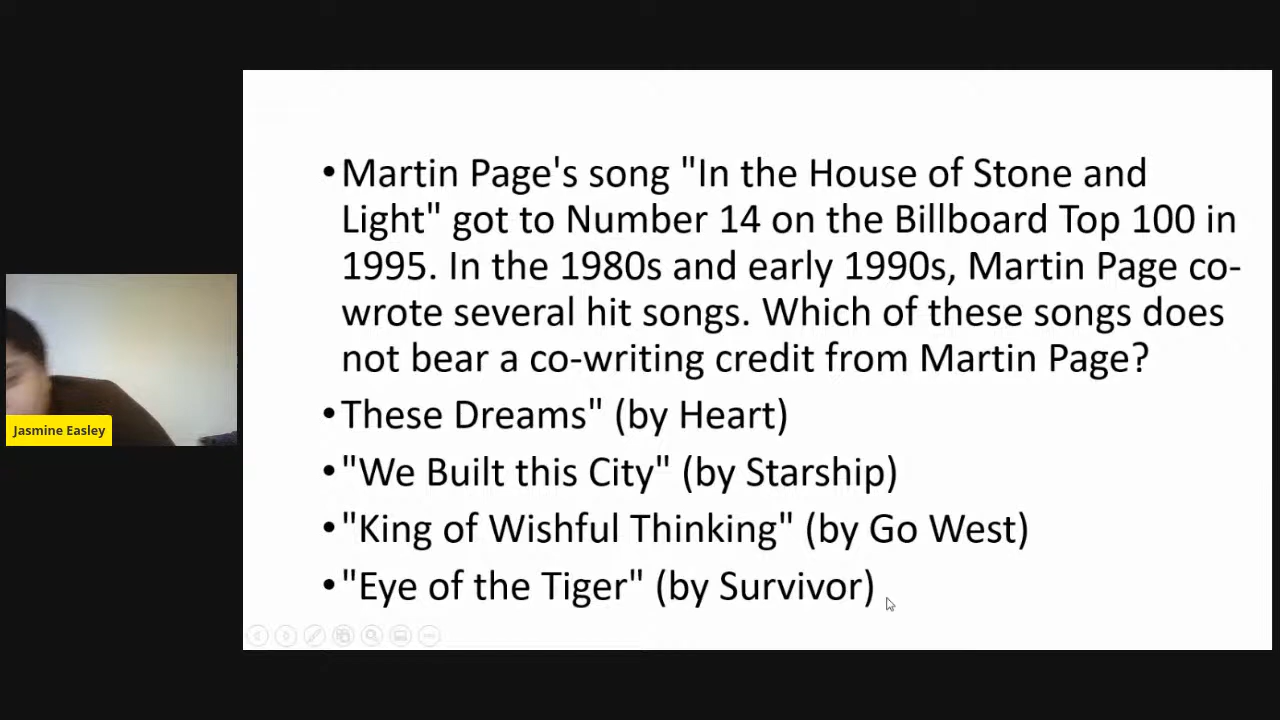 •Martin Page's song "In the House of Stone and
Light" got to Number 14 on the Billboard Top 100 in
1995. In the 1980s and early 1990s, Martin Page co-
wrote several hit songs. Which of these songs does
not bear a co-writing credit from Martin Page?
•These Dreams" (by Heart)
•"We Built this City" (by Starship)
•"King of Wishful Thinking" (by Go West)
•"Eye of the Tiger" (by Survivor)
Jasmine Easley